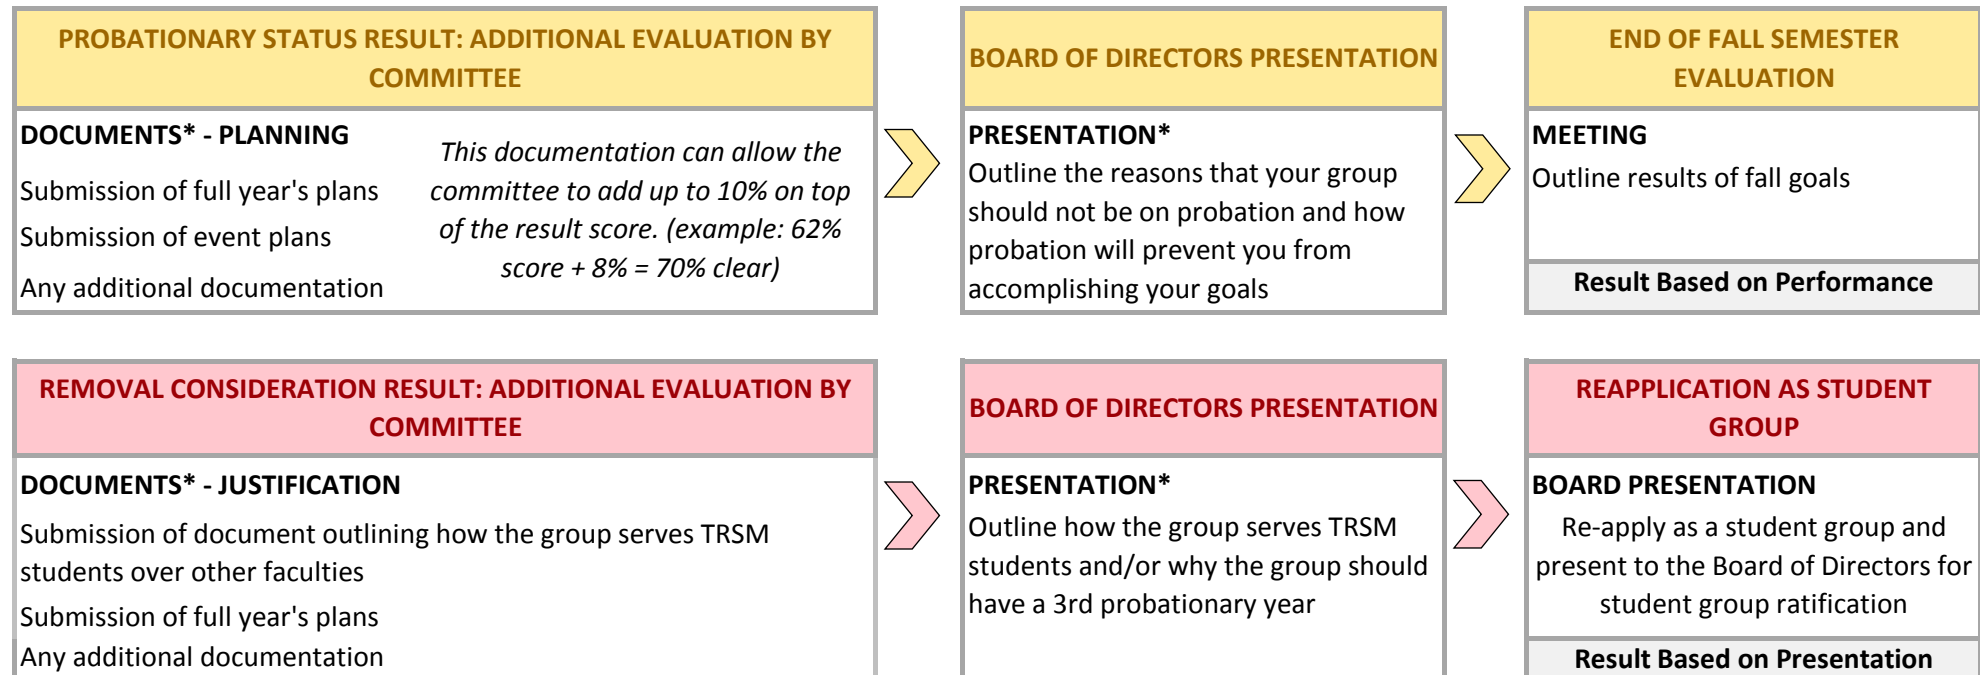 PROBATIONARY STATUS RESULT: ADDITIONAL EVALUATION BY
COMMITTEE
DOCUMENTS* - PLANNING
Submission of full year's plans
Submission of event plans
Any additional documentation
This documentation can allow the
committee to add up to 10% on top
of the result score. (example: 62%
score + 8% = 70% clear)
BOARD OF DIRECTORS PRESENTATION
PRESENTATION*
Outline the reasons that your group
should not be on probation and how
probation will prevent you from
accomplishing your goals
END OF FALL SEMESTER
EVALUATION
MEETING
Outline results of fall goals
Result Based on Performance
REMOVAL CONSIDERATION RESULT: ADDITIONAL EVALUATION BY
COMMITTEE
DOCUMENTS* - JUSTIFICATION
Submission of document outlining how the group serves TRSM
students over other faculties
Submission of full year's plans
Any additional documentation
BOARD OF DIRECTORS PRESENTATION
PRESENTATION*
Outline how the group serves TRSM
students and/or why the group should
have a 3rd probationary year
REAPPLICATION AS STUDENT
GROUP
BOARD PRESENTATION
Re-apply as a student group and
present to the Board of Directors for
student group ratification
Result Based on Presentation